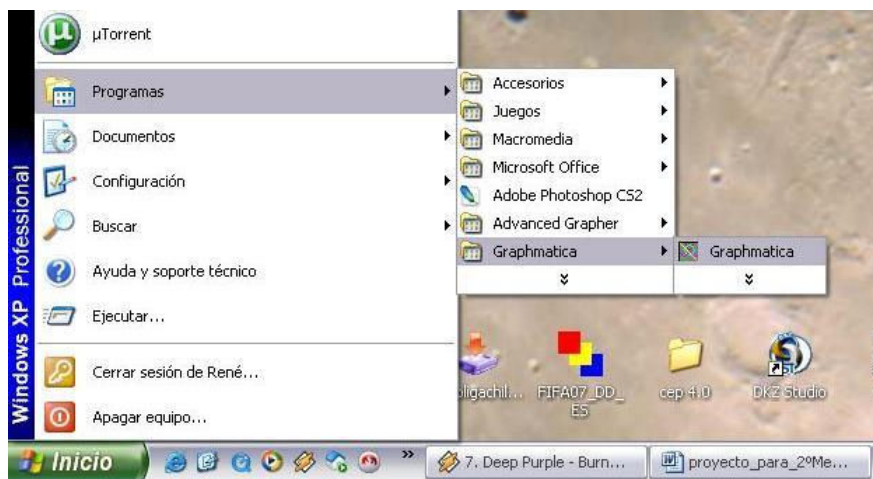 µTorrent
Programas
Documentos
Configuración
Buscar
Ayuda y soporte técnico
Ejecutar...
Cerrar sesión de René...
Apagar equipo...
Windows XP Professional
Accesorios
Juegos
Macromedia
Microsoft Office
Adobe Photoshop CS2
Advanced Grapher
Graphmatica
Graphmatica
oligachil...
FIFA07_DD_
ES
cep 4.0
DKZ Studio
Inicio
7. Deep Purple - Burn...
proyecto_para_2ºMe...